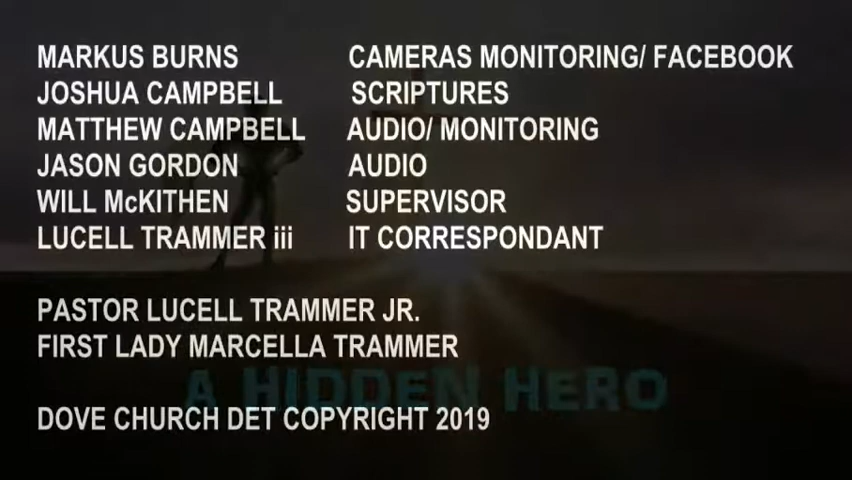 MARKUS BURNS CAMERAS MONITORING/ FACEBOOK
JOSHUA CAMPBELL SCRIPTURES
MATTHEW CAMPBELL AUDIO/ MONITORING
JASON GORDON AUDIO
WILL McKITHEN SUPERVISOR
LUCELL TRAMMER iii IT CORRESPONDANT
PASTOR LUCELL TRAMMER JR.
FIRST LADY MARCELLA TRAMMER
A HIDDEN HERO
DOVE CHURCH DET COPYRIGHT 2019